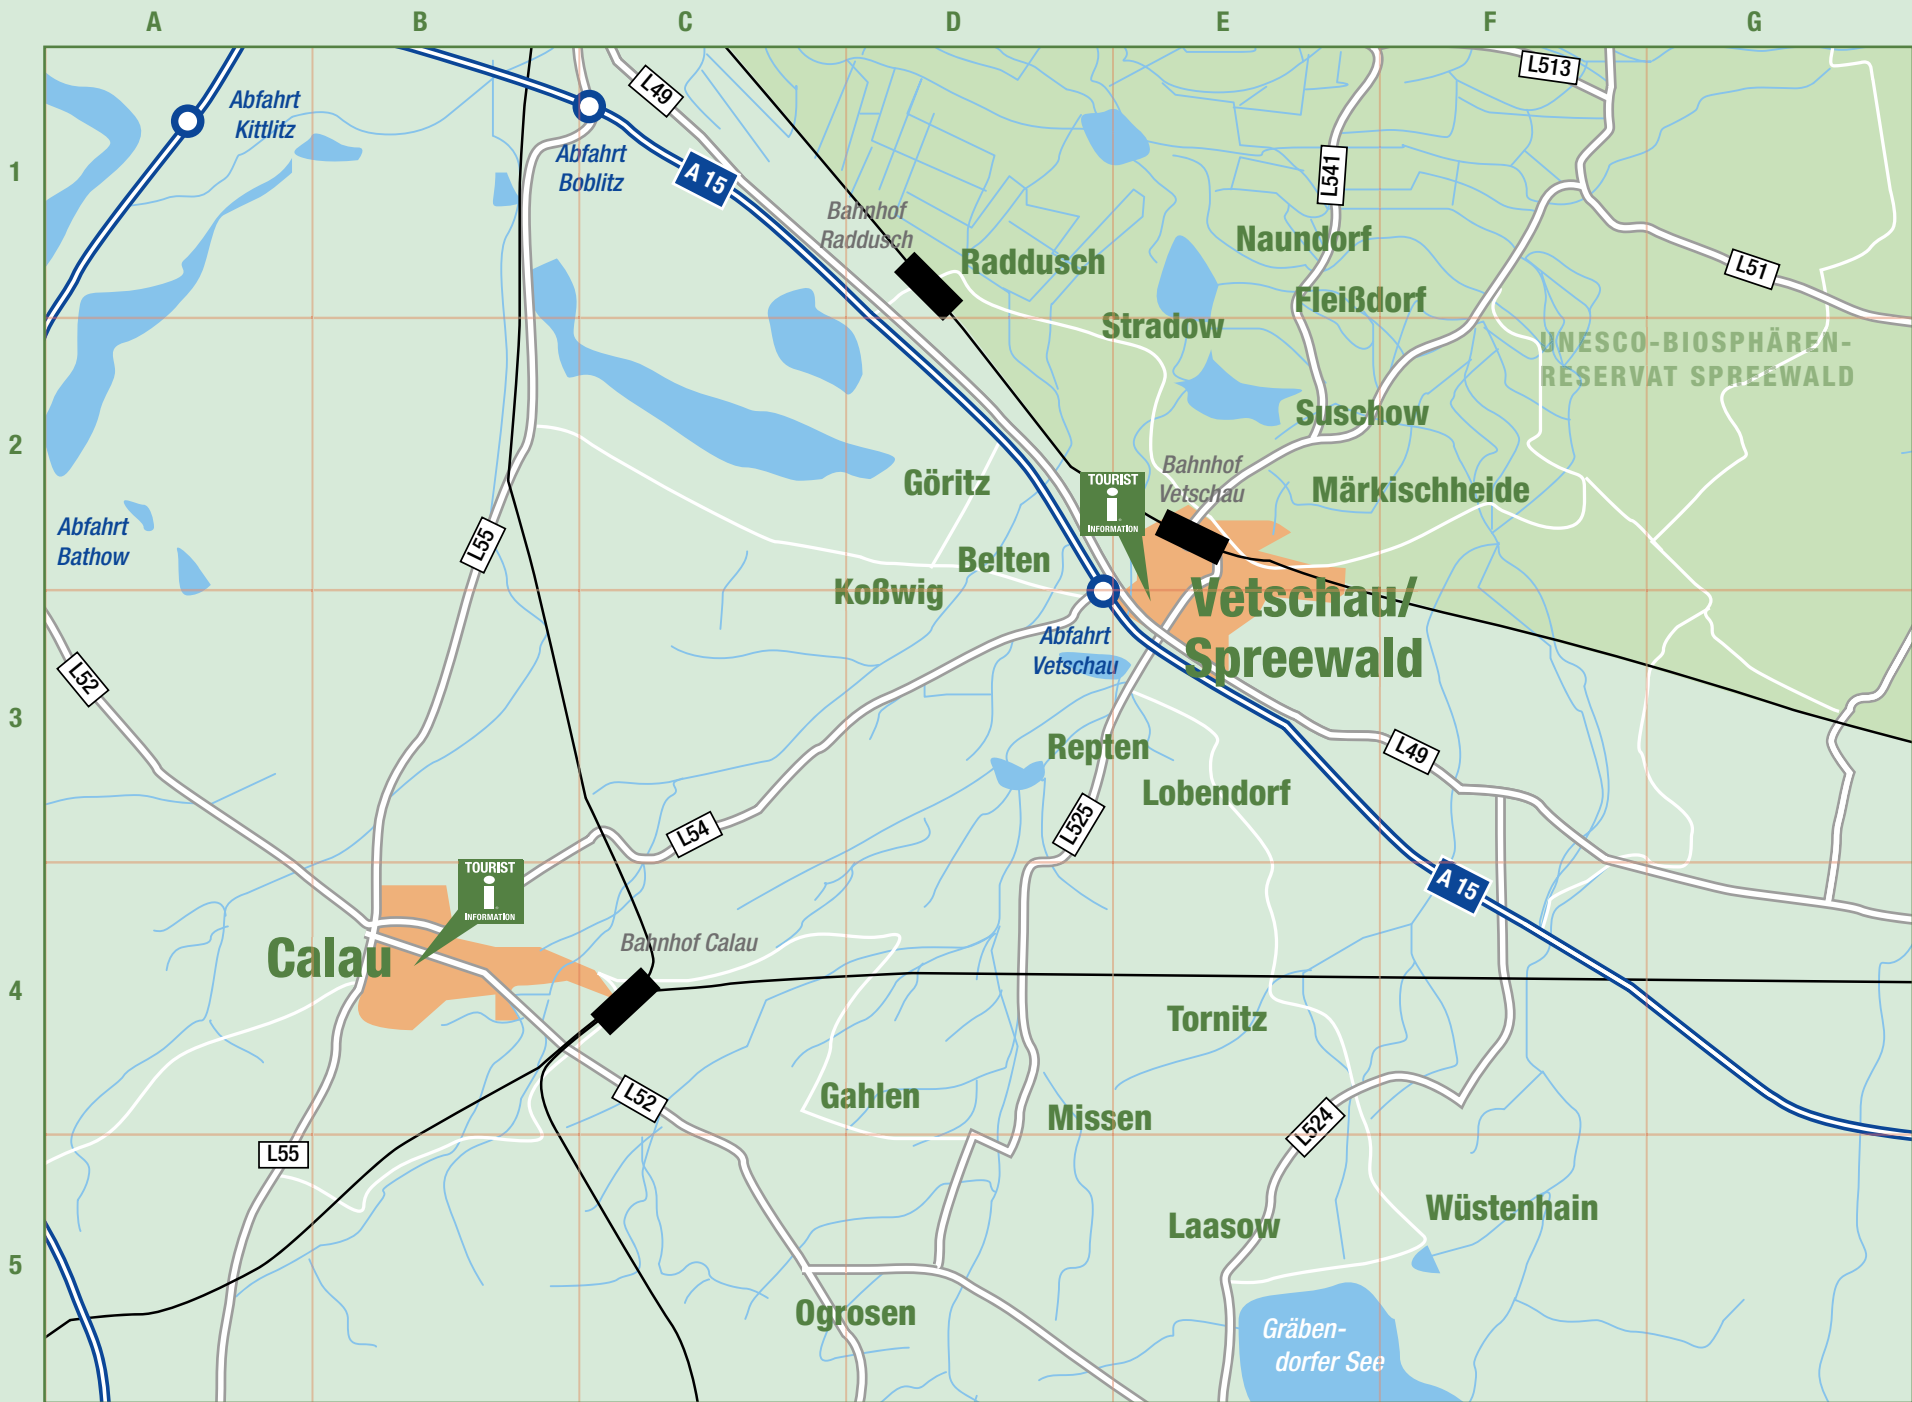 A B C D E F G
1
2
3
4
5
Abfahrt
Kittlitz
Abfahrt
Boblitz
L49
A 15
L513
L541
L51
Bahnhof
Raddusch
Raddusch
Naundorf
Fleißdorf
Stradow
UNESCO-BIOSPHÄREN-
RESERVAT SPREEWALD
Suschow
Göritz
TOURIST
i
INFORMATION
Bahnhof
Vetschau
Märkischheide
Abfahrt
Bathow
L55
Belten
Koßwig
Vetschau/
Spreewald
Abfahrt
Vetschau
L52
Repten
L49
Lobendorf
L54
L525
TOURIST
i
INFORMATION
A 15
Calau
Bahnhof Calau
Tornitz
L52
Gahlen
Missen
L524
L55
Laasow
Wüstenhain
Ogrosen
Gräben-
dorfer See